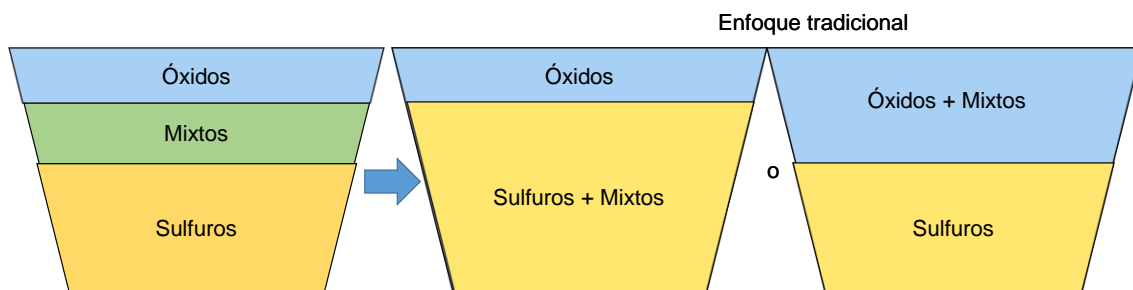 Enfoque tradicional
Óxidos
Mixtos
Sulfuros
Óxidos
Sulfuros + Mixtos
o
Óxidos + Mixtos
Sulfuros